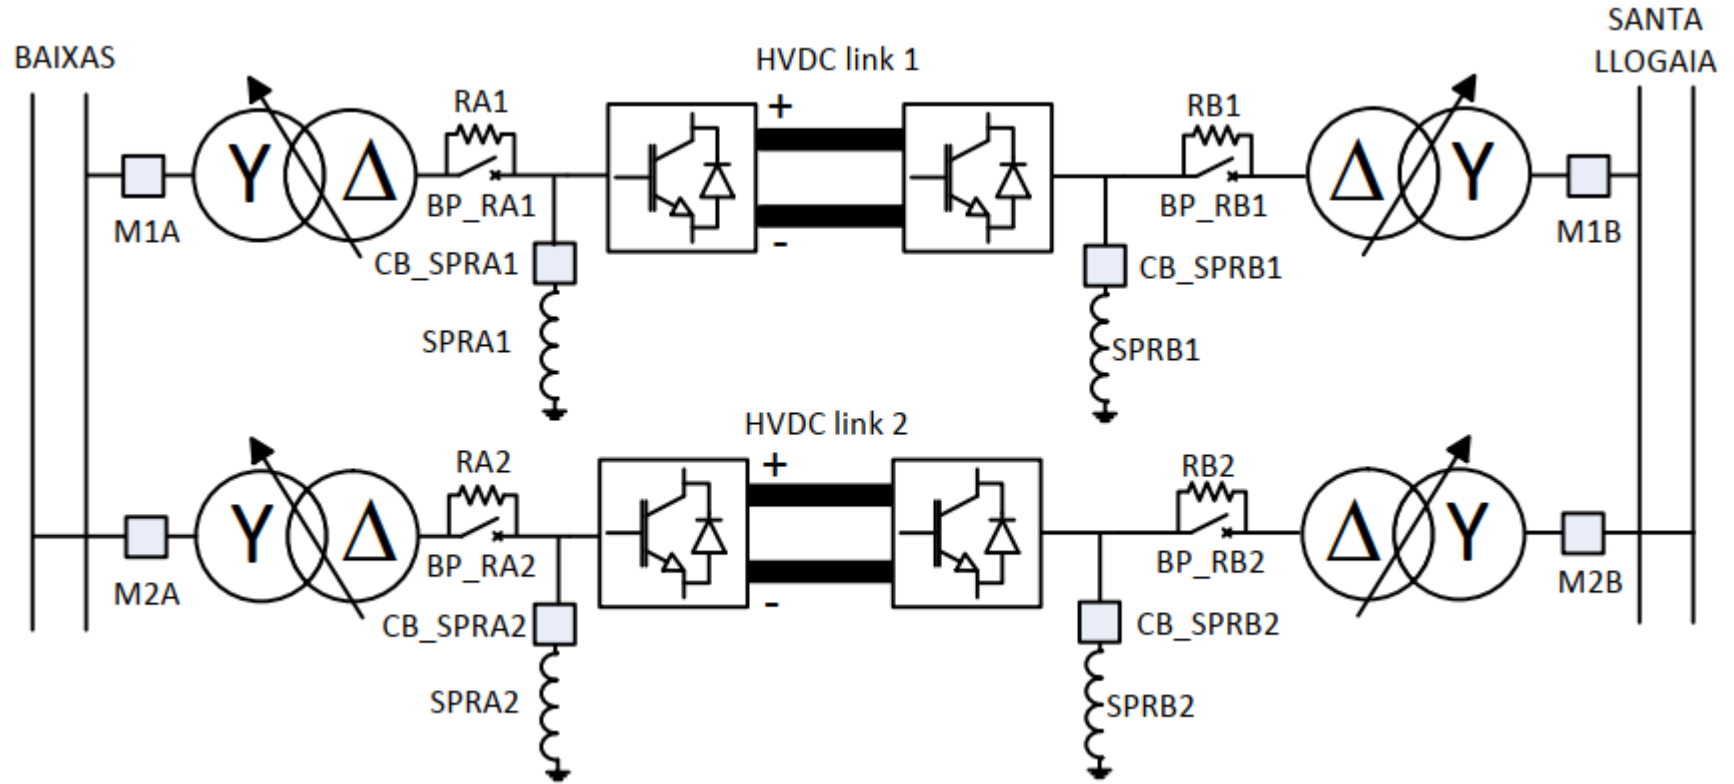 BAIXAS
SANTA
LLOGAIA
HVDC link 1
RA1
+
RB1
Y
Δ
Δ
Y
M1A
BP_RA1
-
BP_RB1
M1B
CB_SPRA1
CB_SPRB1
SPRA1
SPRB1
HVDC link 2
RA2
+
RB2
Y
Δ
Δ
Y
M2A
BP_RA2
-
BP_RB2
M2B
CB_SPRA2
CB_SPRB2
SPRA2
SPRB2